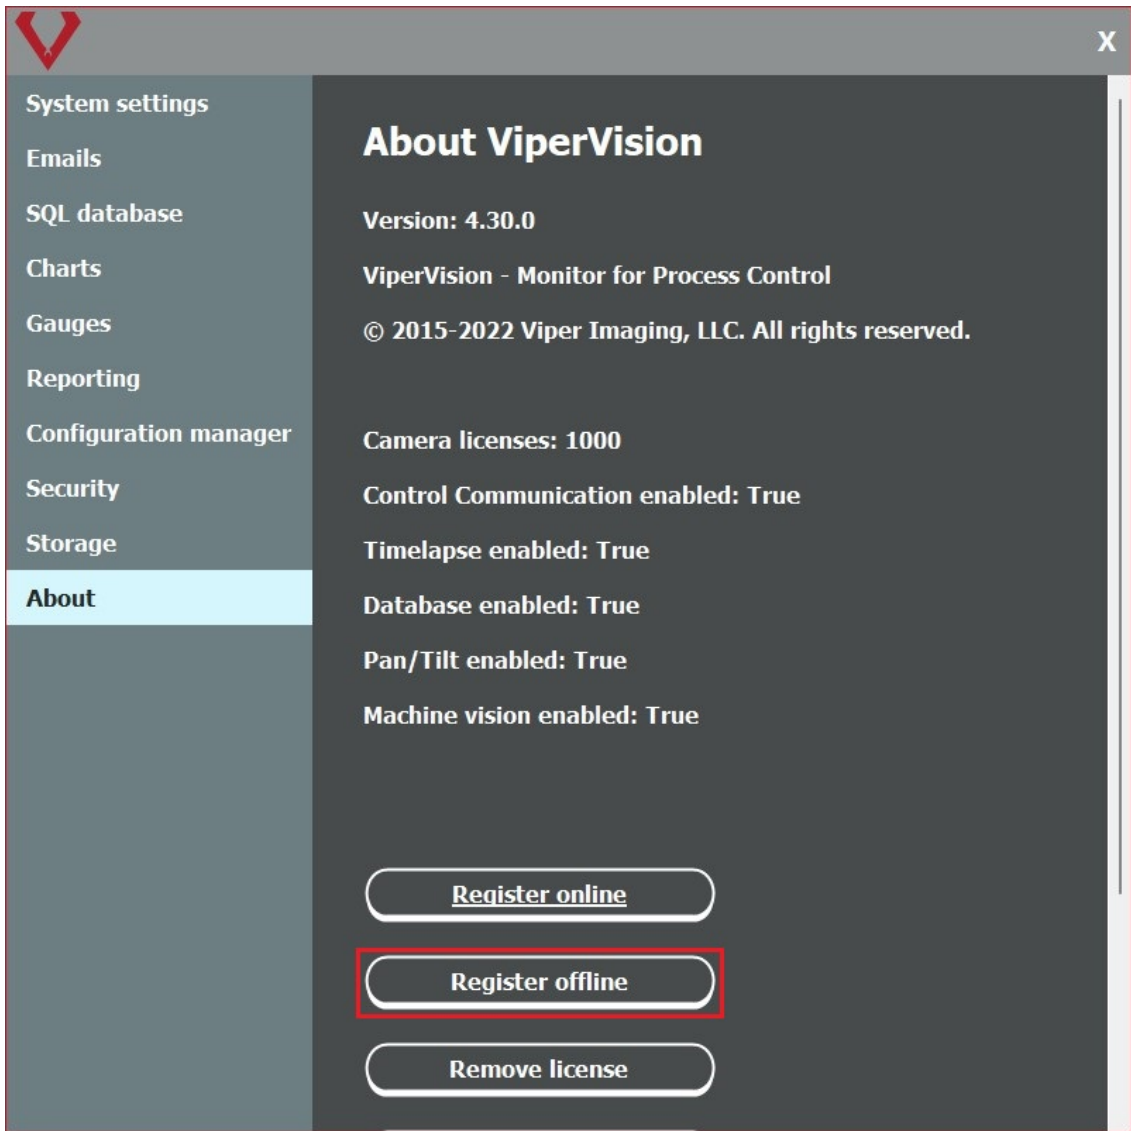 X
System settings
Emails
SQL database
Charts
Gauges
Reporting
Configuration manager
Security
Storage
About
About ViperVision
Version: 4.30.0
ViperVision - Monitor for Process Control
© 2015-2022 Viper Imaging, LLC. All rights reserved.
Camera licenses: 1000
Control Communication enabled: True
Timelapse enabled: True
Database enabled: True
Pan/Tilt enabled: True
Machine vision enabled: True
Register online
Register offline
Remove license